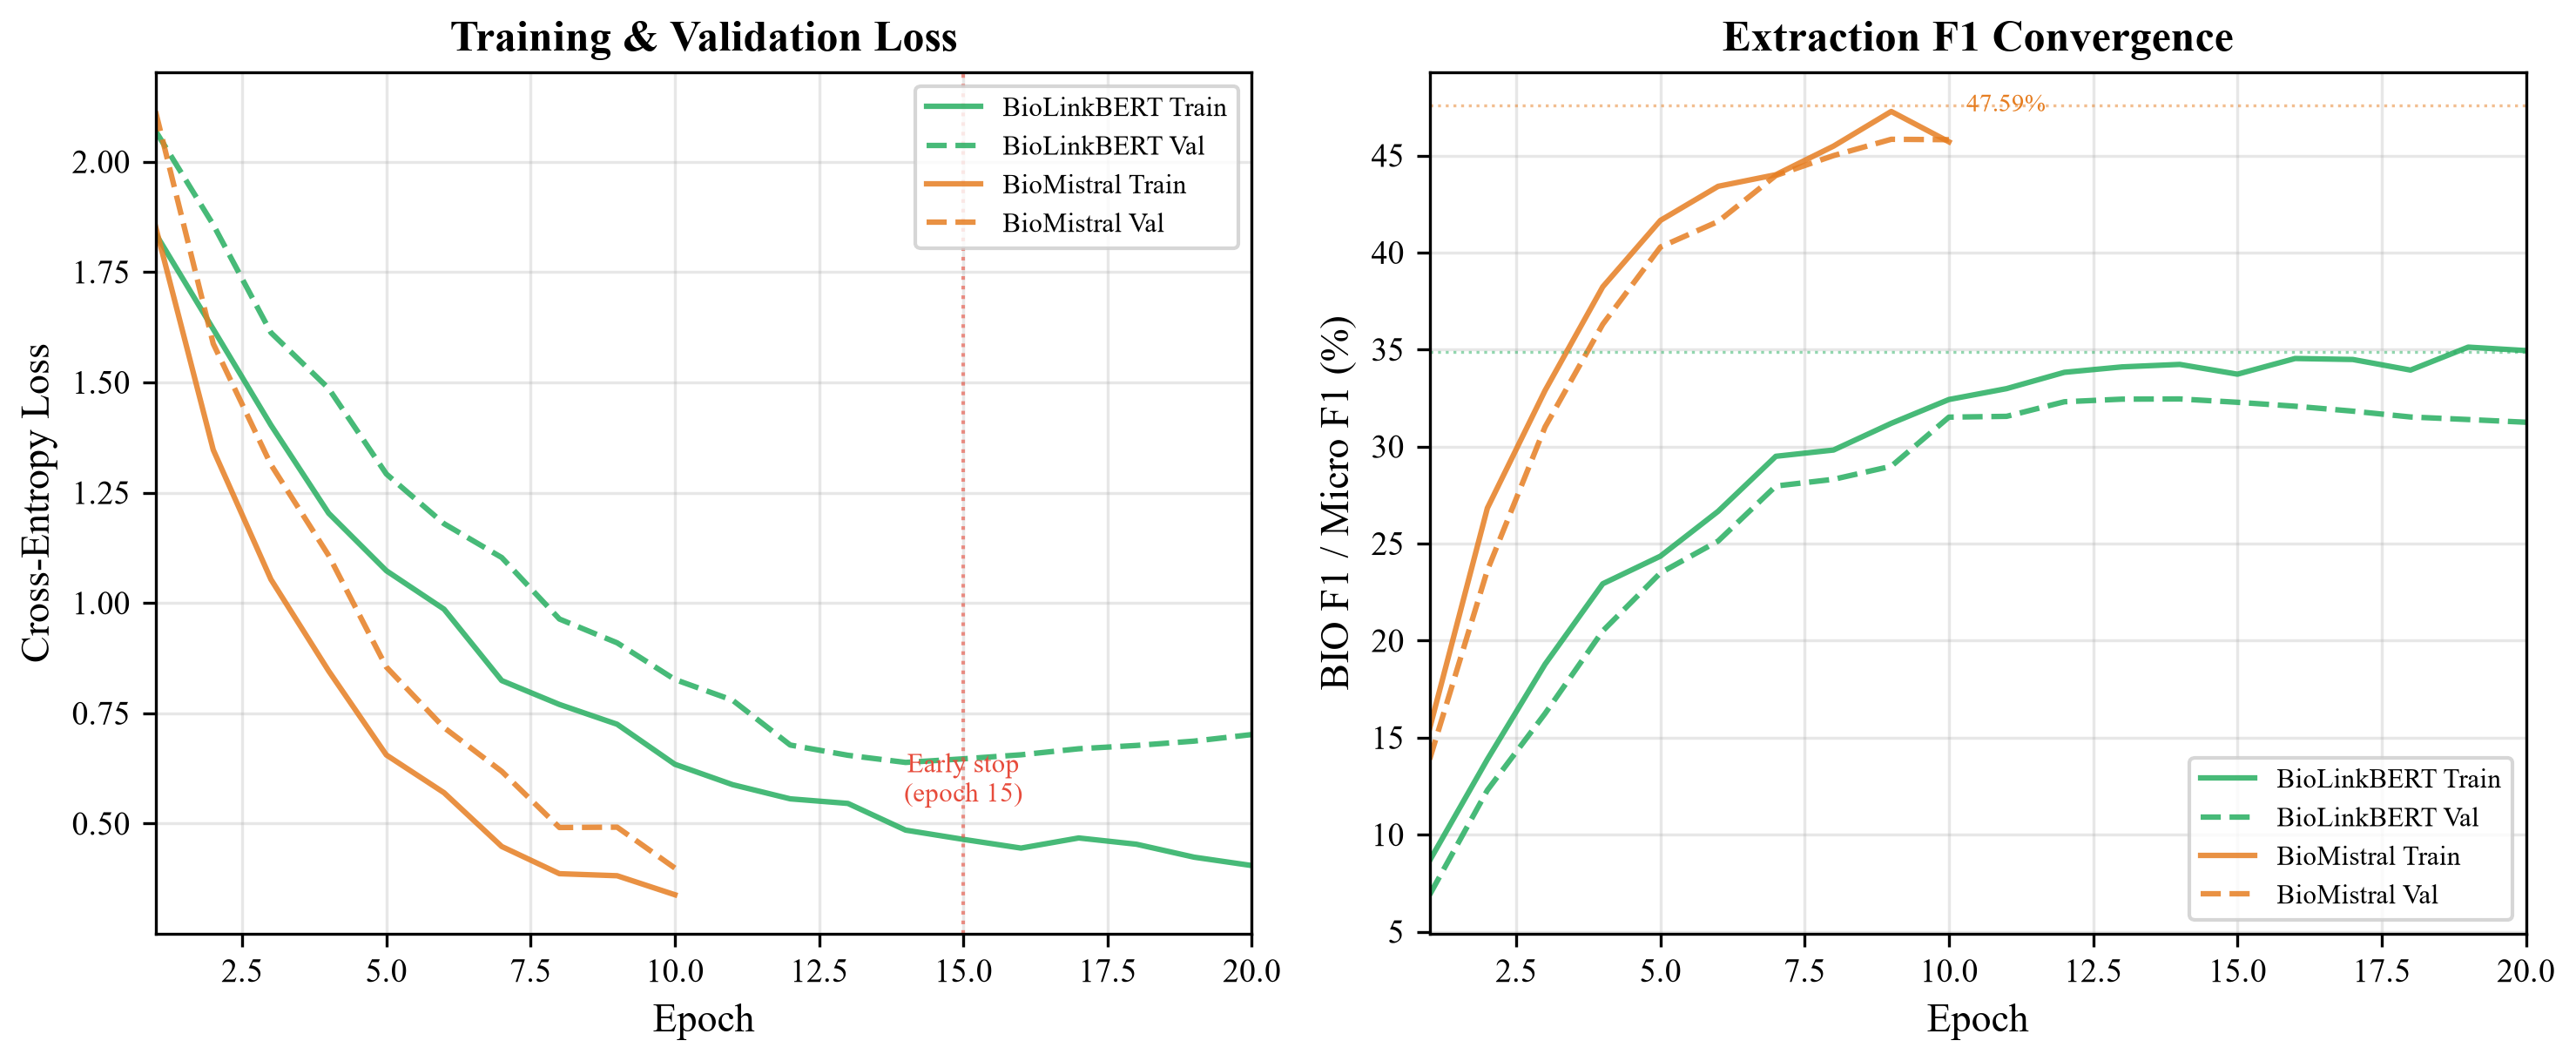 Training & Validation Loss
Cross-Entropy Loss
2.00
1.75
1.50
1.25
1.00
0.75
0.50
BioLinkBERT Train
BioLinkBERT Val
BioMistral Train
BioMistral Val
Early stop
(epoch 15)
2.5
5.0
7.5
10.0
12.5
15.0
17.5
20.0
Epoch
Extraction F1 Convergence
BIO F1 / Micro F1 (%)
45
40
35
30
25
20
15
10
5
47.59%
BioLinkBERT Train
BioLinkBERT Val
BioMistral Train
BioMistral Val
2.5
5.0
7.5
10.0
12.5
15.0
17.5
20.0
Epoch